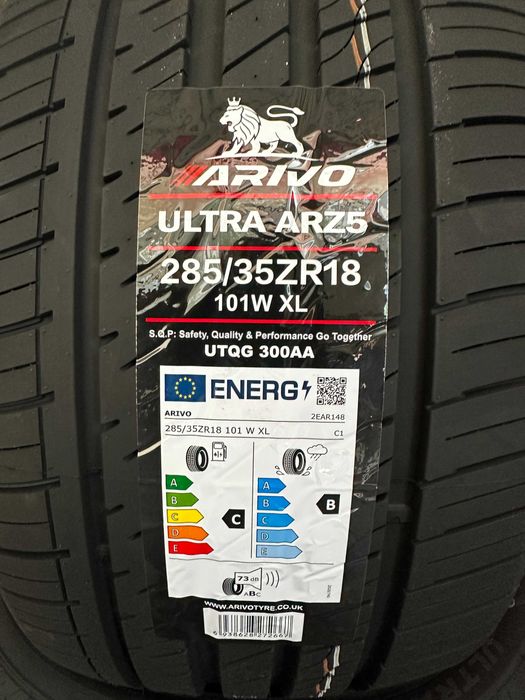 ARIVO
ULTRA ARZ5
285/35ZR18
101W XL
S.Q.P: Safety, Quality & Performance Go Together
UTQG 300AA
ENERG
ARIVO 2EAR148
285/35ZR18 101 W XL C1
A A
B B B
C C C
D D
E E
73 dB
ABC
WWW.ARIVOTYRE.CO.UK
ULTR